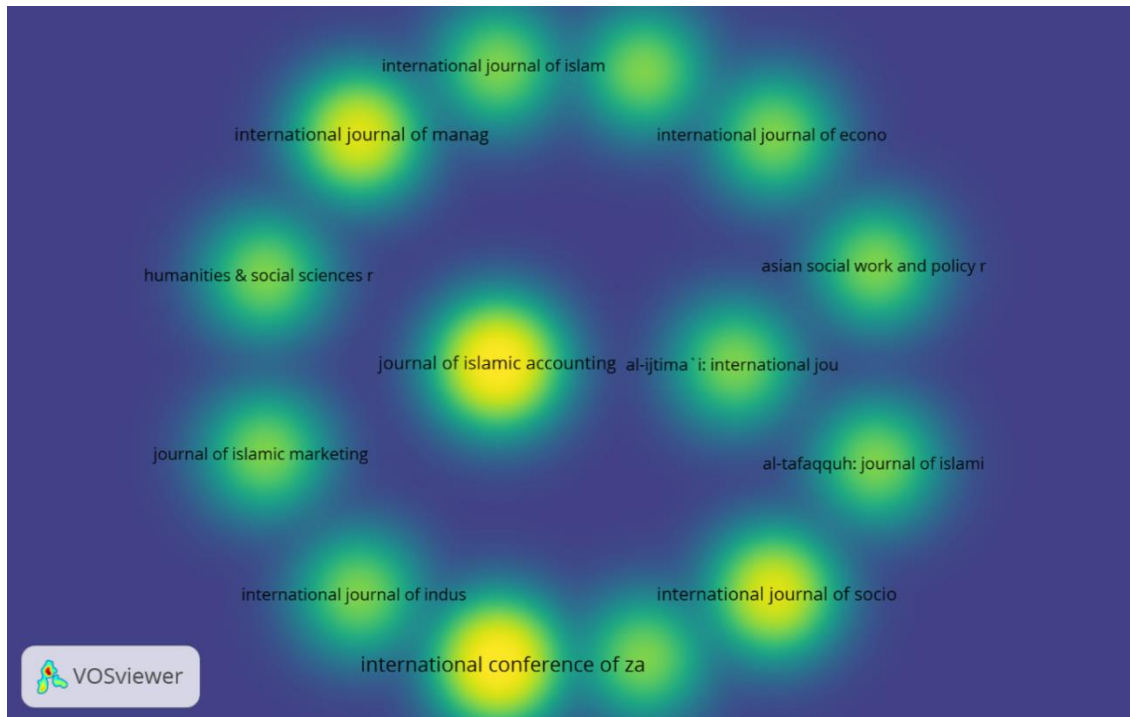 international journal of islam
international journal of manag
international journal of econo
humanities & social sciences r
asian social work and policy r
journal of islamic accounting
al-ijtima`i: international jou
journal of islamic marketing
al-tafaqquh: journal of islami
international journal of indus
international journal of socio
international conference of za
VOSviewer